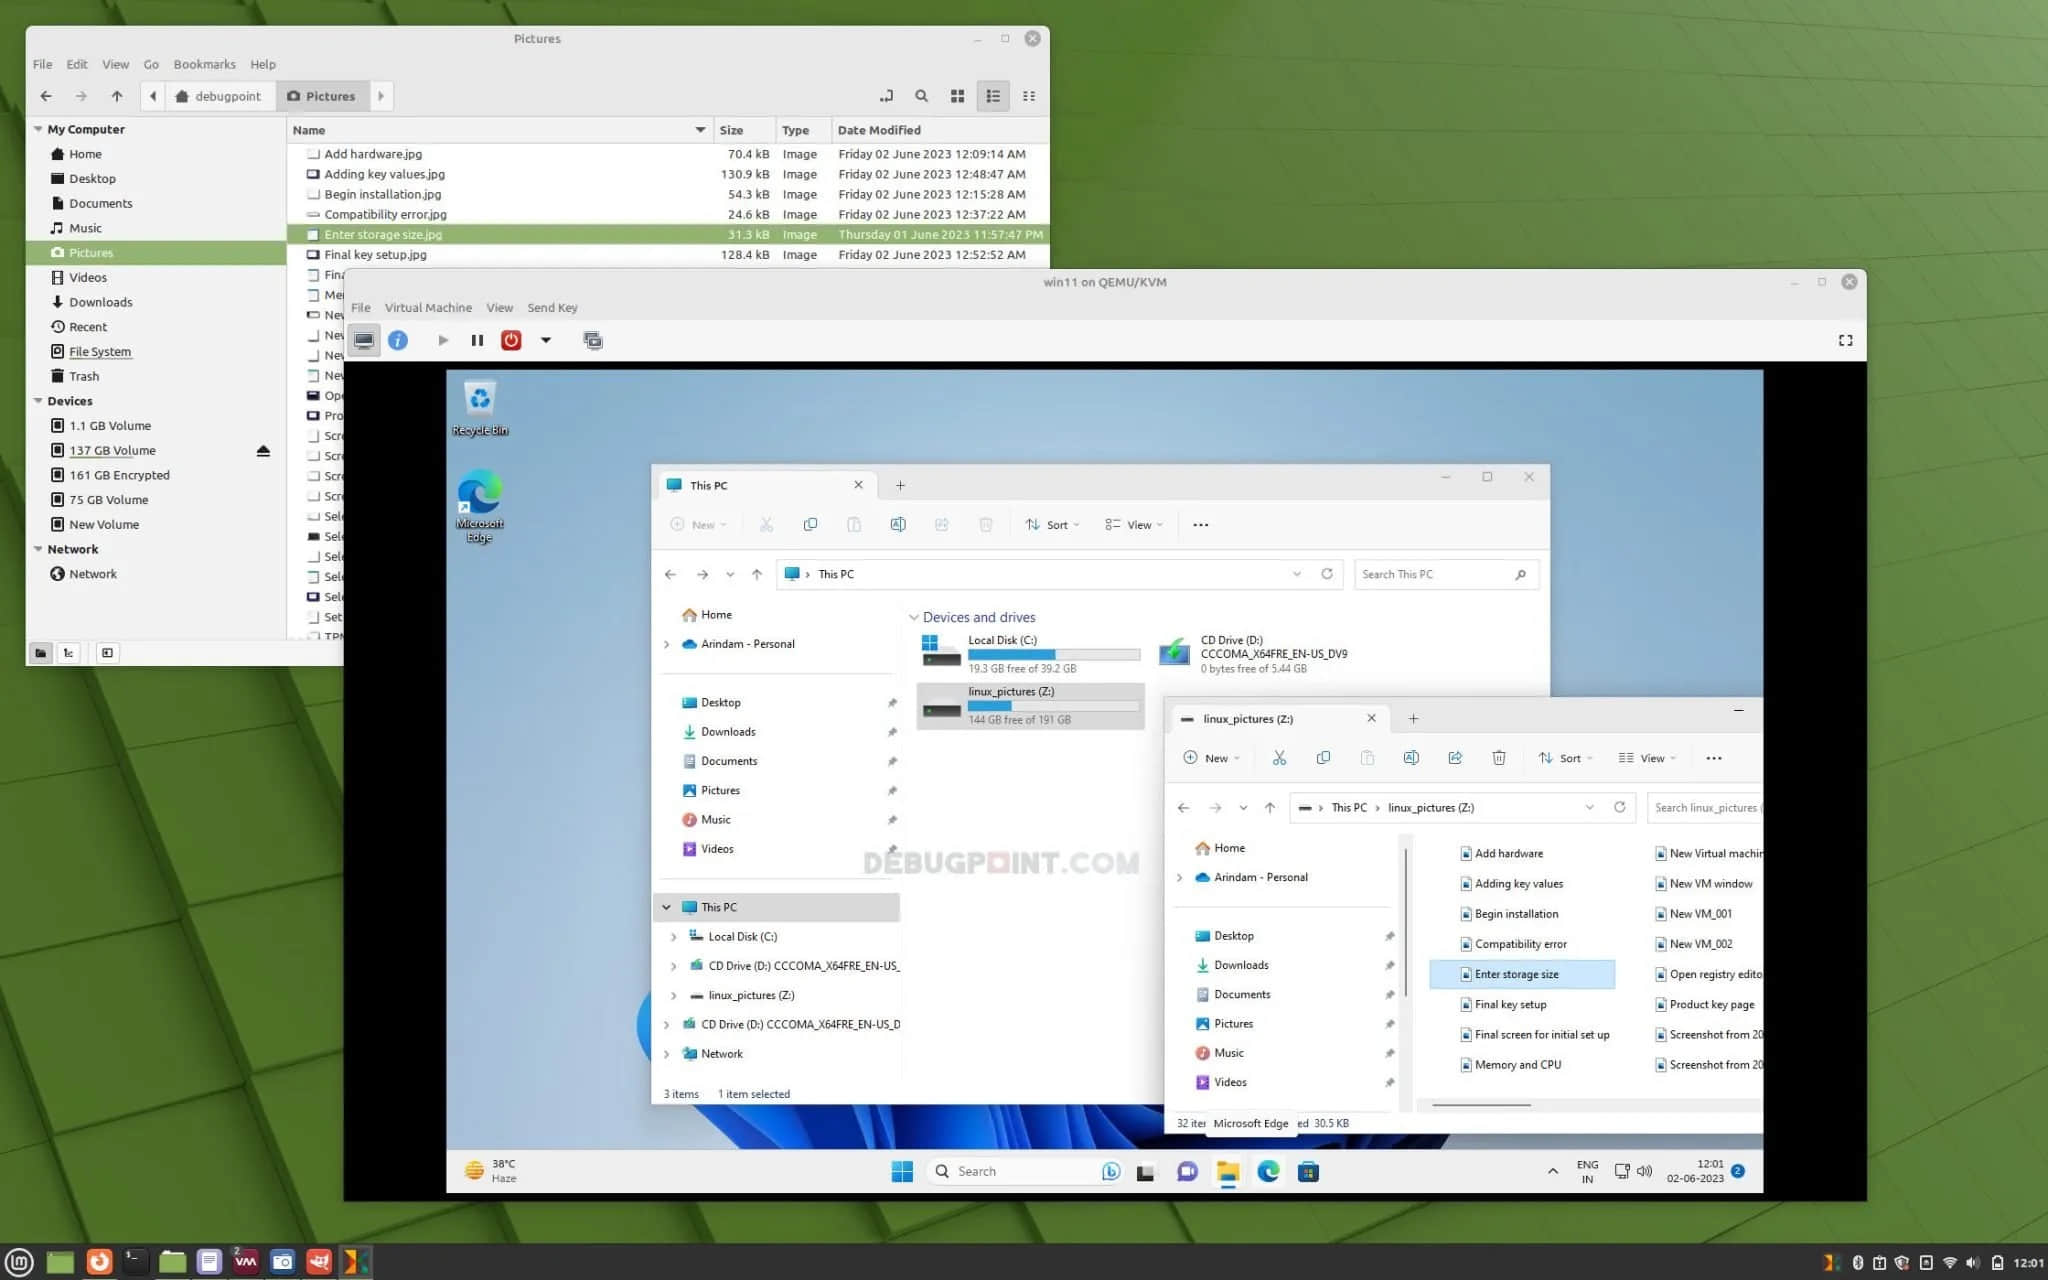 Pictures
File Edit View Go Bookmarks Help
debugpoint Pictures
My Computer
Home
Desktop
Documents
Music
Pictures
Videos
Downloads
Recent
File System
Trash
Devices
1.1 GB Volume
137 GB Volume
161 GB Encrypted
75 GB Volume
New Volume
Network
Network
Name Size Type Date Modified
Add hardware.jpg 70.4 kB Image Friday 02 June 2023 12:09:14 AM
Adding key values.jpg 130.9 kB Image Friday 02 June 2023 12:48:47 AM
Begin installation.jpg 54.3 kB Image Friday 02 June 2023 12:15:28 AM
Compatibility error.jpg 24.6 kB Image Friday 02 June 2023 12:37:22 AM
Enter storage size.jpg 31.3 kB Image Thursday 01 June 2023 11:57:47 PM
Final key setup.jpg 128.4 kB Image Friday 02 June 2023 12:52:52 AM
Fina
Me
New
New
New
New
Ope
Pro
Scre
Scre
Scre
Scre
Sele
Sele
Sele
Sele
Sele
Set
TPM
win11 on QEMU/KVM
File Virtual Machine View Send Key
Recycle Bin
Microsoft
Edge
This PC
New Sort View
This PC Search This PC
Home
Arindam - Personal
Desktop
Downloads
Documents
Pictures
Music
Videos
This PC
Local Disk (C:)
CD Drive (D:) CCCOMA_X64FRE_EN-US_
linux_pictures (Z:)
CD Drive (D:) CCCOMA_X64FRE_EN-US_D
Network
3 items 1 item selected
Devices and drives
Local Disk (C:)
19.3 GB free of 39.2 GB
CD Drive (D:)
CCCOMA_X64FRE_EN-US_DV9
0 bytes free of 5.44 GB
linux_pictures (Z:)
144 GB free of 191 GB
DEBUGPOINT.COM
linux_pictures (Z:)
New Sort View
This PC linux_pictures (Z:) Search linux_pictures (
Home
Arindam - Personal
Desktop
Downloads
Documents
Pictures
Music
Videos
Add hardware
Adding key values
Begin installation
Compatibility error
Enter storage size
Final key setup
Final screen for initial set up
Memory and CPU
New Virtual machin
New VM window
New VM_001
New VM_002
Open registry edito
Product key page
Screenshot from 20
Screenshot from 20
32 iter Microsoft Edge ed 30.5 KB
38°C
Haze
Search
ENG
IN
12:01
02-06-2023
2
2
12:01